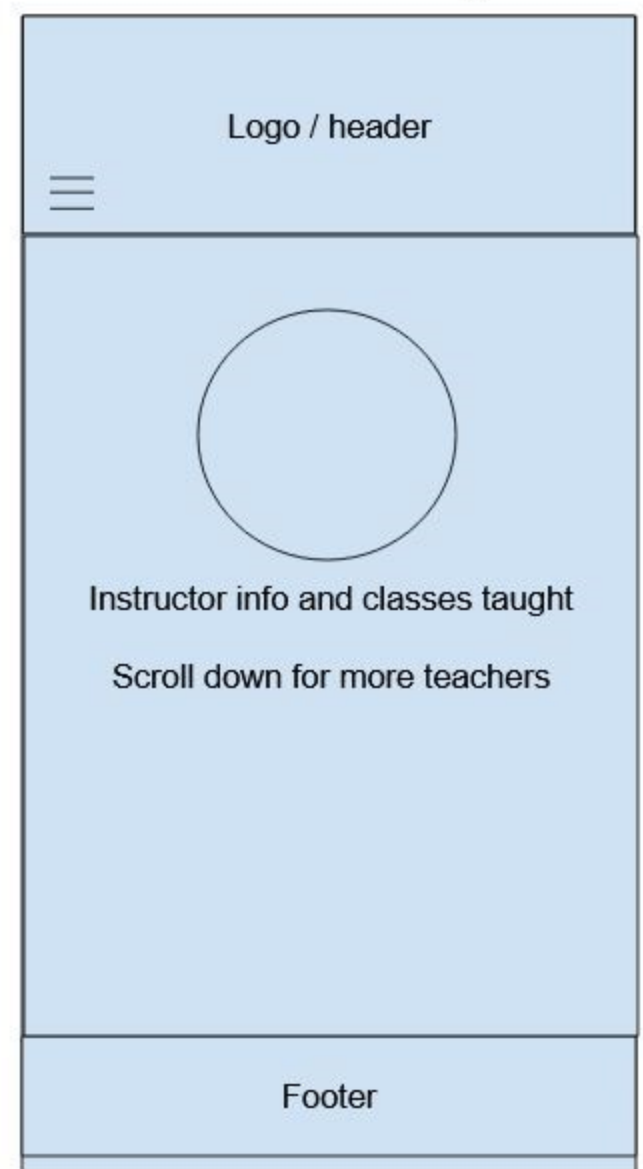 Logo / header
Instructor info and classes taught
Scroll down for more teachers
Footer